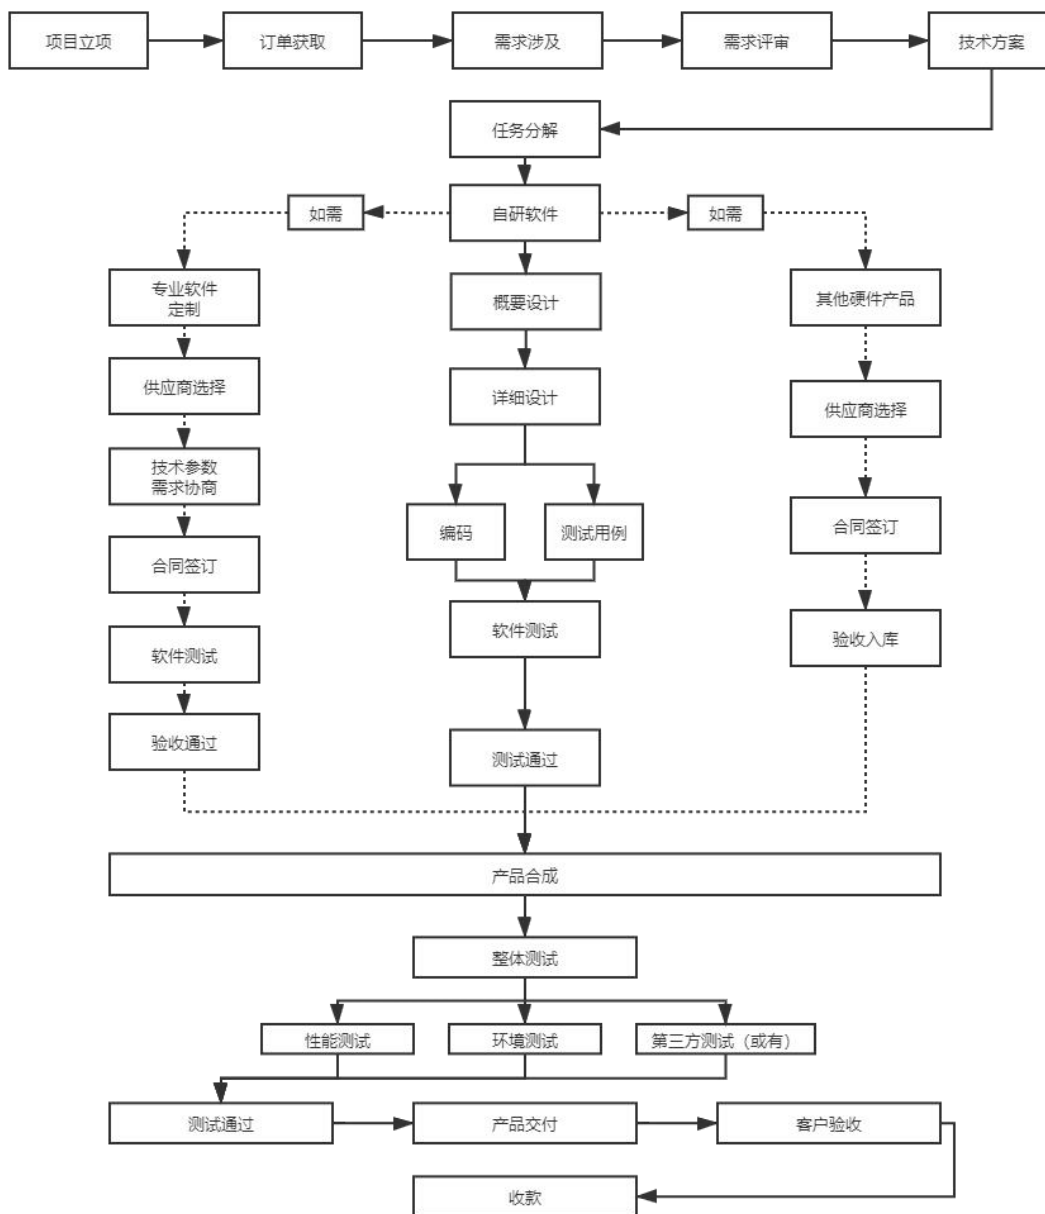 项目立项
订单获取
需求涉及
需求评审
技术方案
任务分解
如需
自研软件
如需
专业软件
定制
概要设计
其他硬件产品
供应商选择
详细设计
供应商选择
技术参数
需求协商
编码
测试用例
合同签订
合同签订
软件测试
软件测试
验收入库
验收通过
测试通过
产品合成
整体测试
性能测试
环境测试
第三方测试（或有）
测试通过
产品交付
客户验收
收款